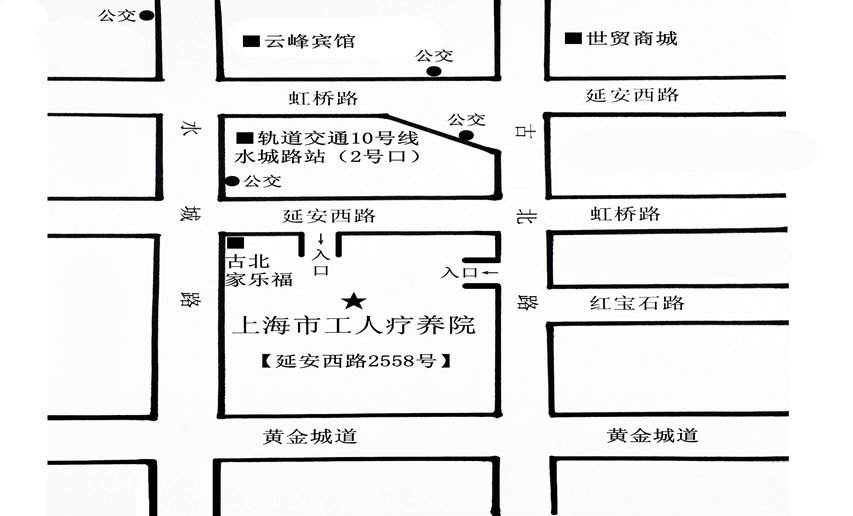 公交
云峰宾馆
世贸商城
公交
虹桥路
延安西路
公交
轨道交通10号线
水城路站（2号口）
公交
水城路
古北路
延安西路
虹桥路
入口
古北
家乐福
入口
红宝石路
上海市工人疗养院
【延安西路2558号】
黄金城道
黄金城道